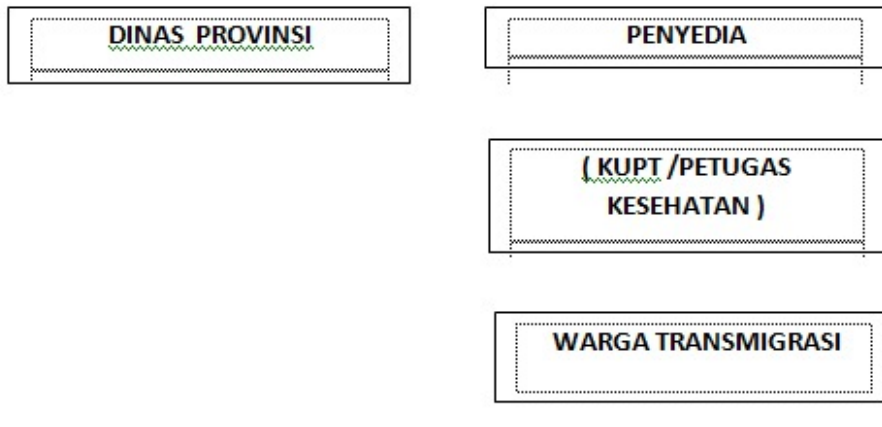 DINAS PROVINSI
PENYEDIA
( KUPT /PETUGAS
KESEHATAN )
WARGA TRANSMIGRASI